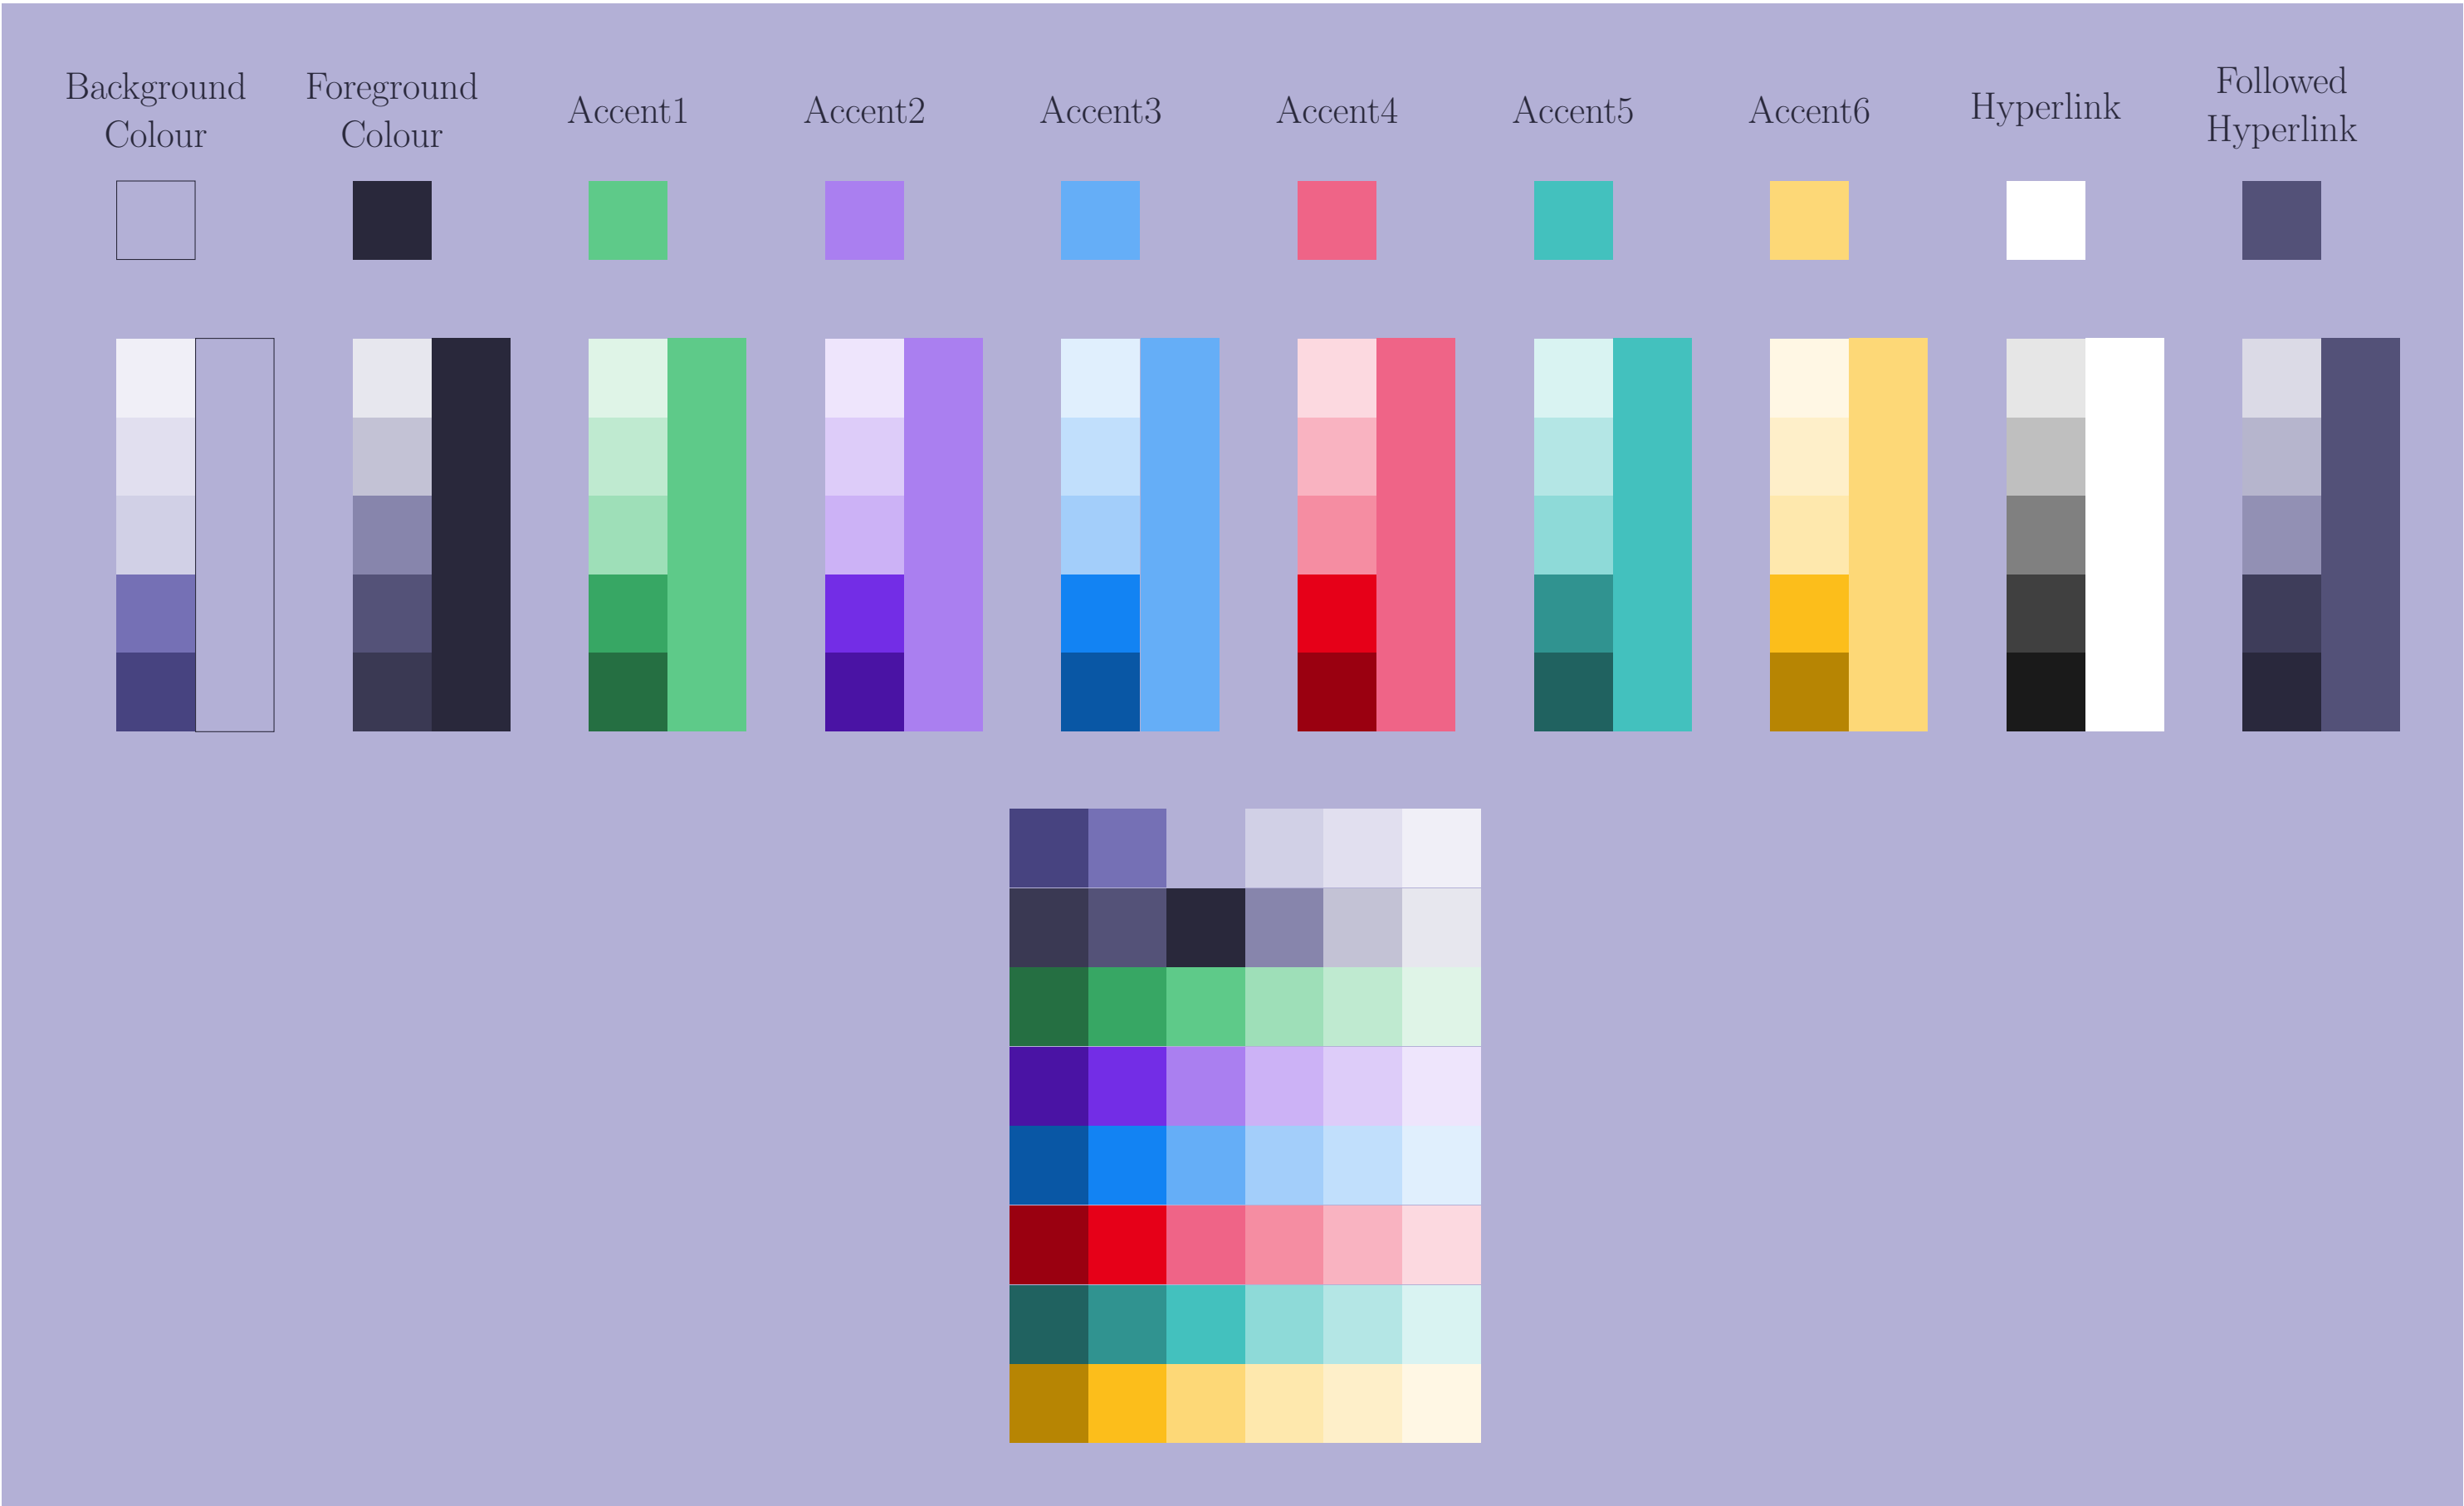 Background
Colour
Foreground
Colour
Accent1
Accent2
Accent3
Accent4
Accent5
Accent6
Hyperlink
Followed
Hyperlink